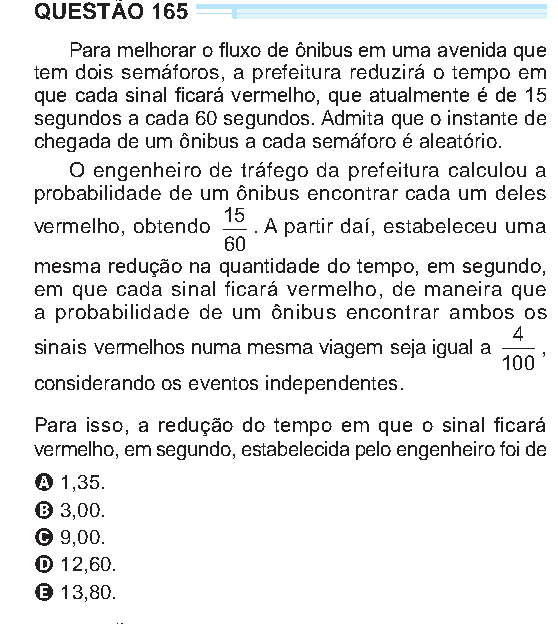 QUESTÃO 165
Para melhorar o fluxo de ônibus em uma avenida que
tem dois semáforos, a prefeitura reduzirá o tempo em
que cada sinal ficará vermelho, que atualmente é de 15
segundos a cada 60 segundos. Admita que o instante de
chegada de um ônibus a cada semáforo é aleatório.
O engenheiro de tráfego da prefeitura calculou a
probabilidade de um ônibus encontrar cada um deles
vermelho, obtendo 15/60. A partir daí, estabeleceu uma
mesma redução na quantidade do tempo, em segundo,
em que cada sinal ficará vermelho, de maneira que
a probabilidade de um ônibus encontrar ambos os
sinais vermelhos numa mesma viagem seja igual a 4/100,
considerando os eventos independentes.
Para isso, a redução do tempo em que o sinal ficará
vermelho, em segundo, estabelecida pelo engenheiro foi de
A 1,35.
B 3,00.
C 9,00.
D 12,60.
E 13,80.